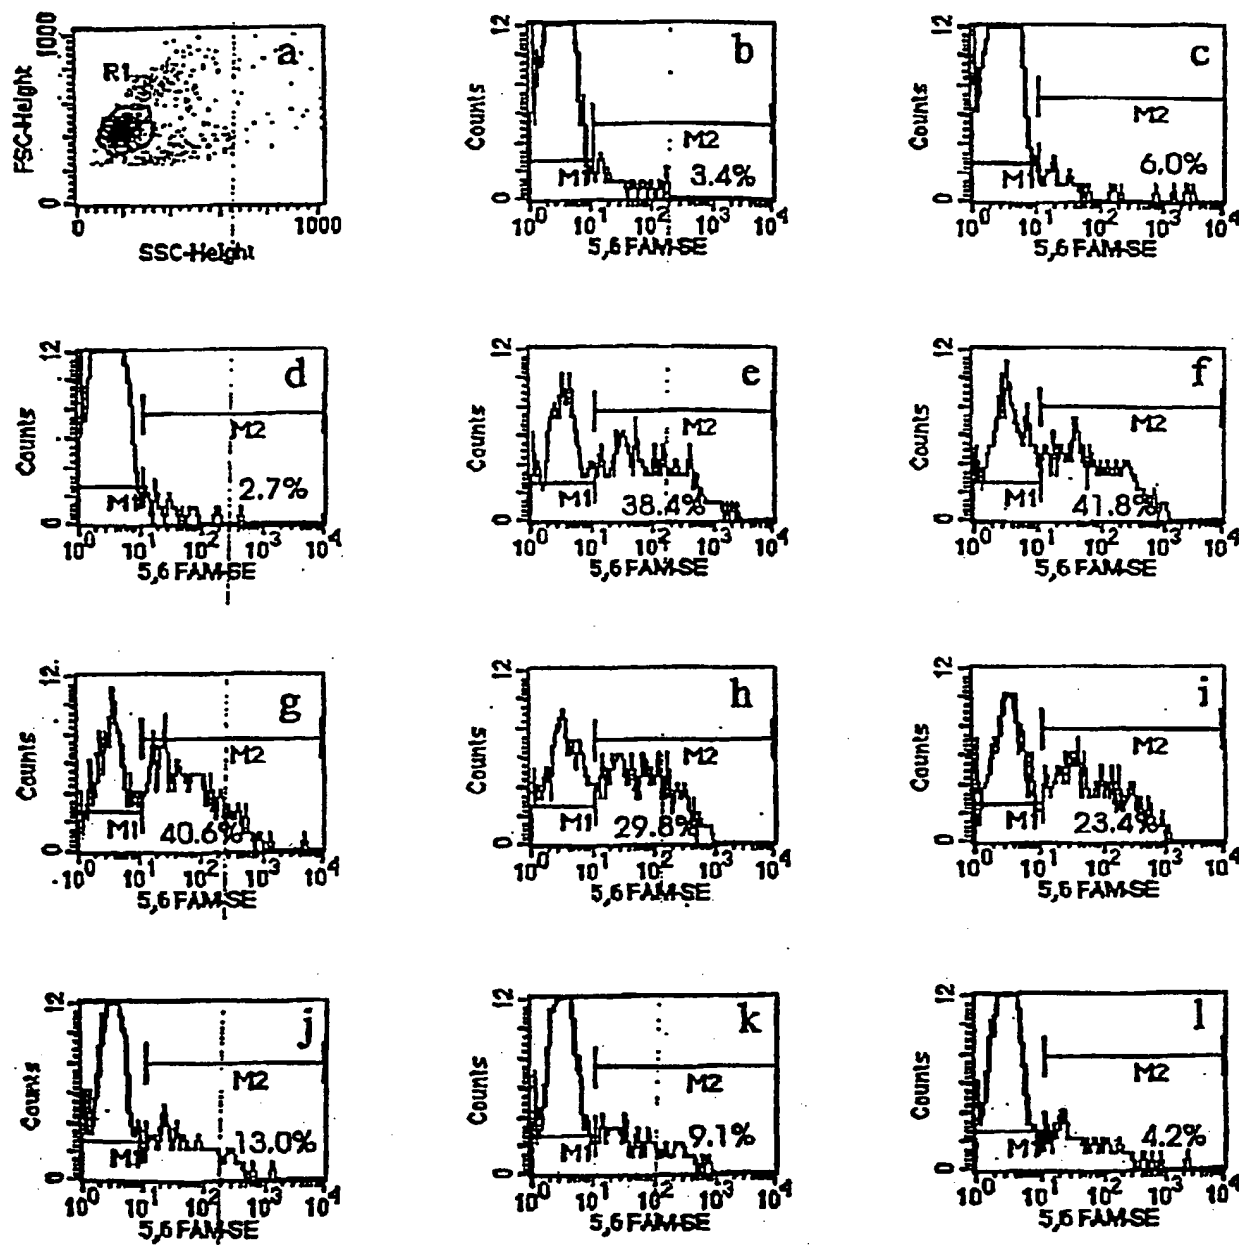 a
1000
R1
FSC-Height
0
0
1000
SSC-Height
b
12
Counts
M2
M1
3.4%
0
10^0 10^1 10^2 10^3 10^4
5,6 FAM-SE
c
12
Counts
M2
M1
6.0%
0
10^0 10^1 10^2 10^3 10^4
5,6 FAM-SE
d
12
Counts
M2
M1
2.7%
0
10^0 10^1 10^2 10^3 10^4
5,6 FAM-SE
e
12
Counts
M2
M1
38.4%
0
10^0 10^1 10^2 10^3 10^4
5,6 FAM-SE
f
12
Counts
M2
M1
41.8%
0
10^0 10^1 10^2 10^3 10^4
5,6 FAM-SE
g
12
Counts
M2
M1
40.6%
0
10^0 10^1 10^2 10^3 10^4
5,6 FAM-SE
h
12
Counts
M2
M1
29.8%
0
10^0 10^1 10^2 10^3 10^4
5,6 FAM-SE
i
12
Counts
M2
M1
23.4%
0
10^0 10^1 10^2 10^3 10^4
5,6 FAM-SE
j
12
Counts
M2
M1
13.0%
0
10^0 10^1 10^2 10^3 10^4
5,6 FAM-SE
k
12
Counts
M2
M1
9.1%
0
10^0 10^1 10^2 10^3 10^4
5,6 FAM-SE
l
12
Counts
M2
M1
4.2%
0
10^0 10^1 10^2 10^3 10^4
5,6 FAM-SE